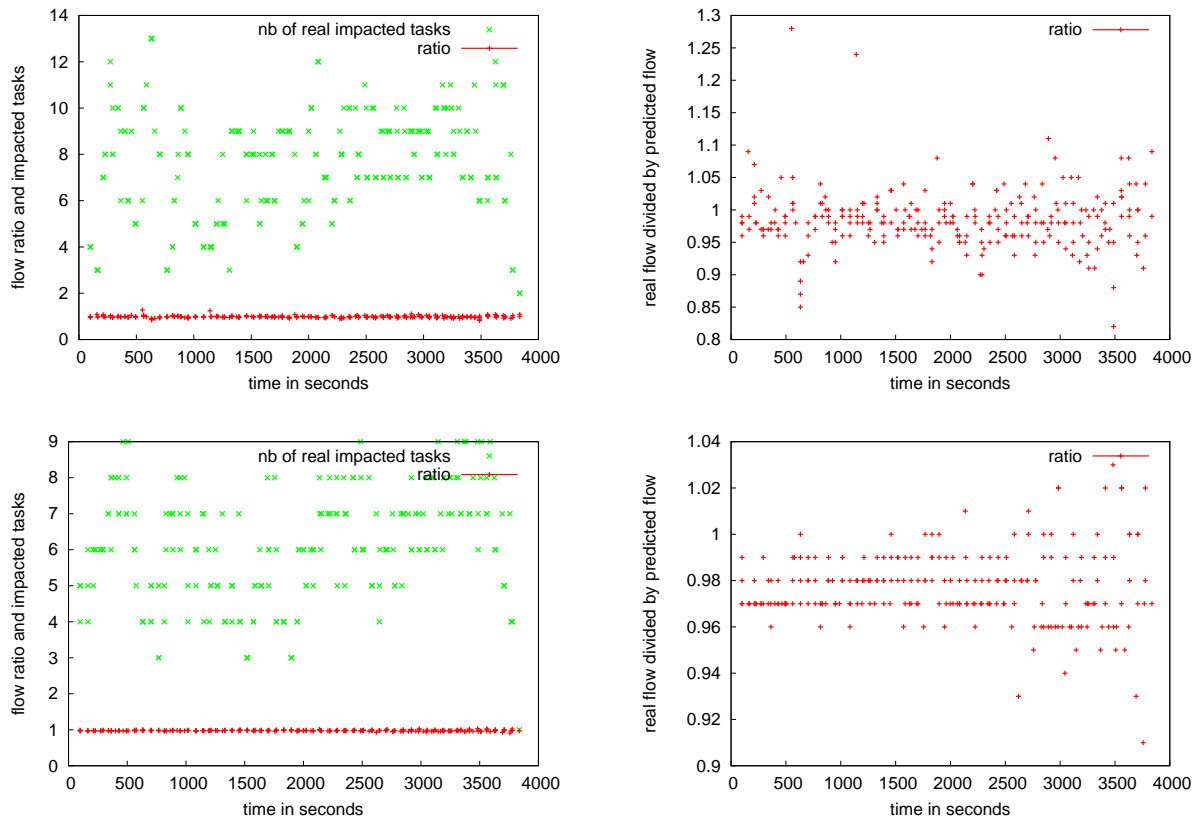 14
12
10
8
6
4
2
0
flow ratio and impacted tasks
nb of real impacted tasks
ratio
0 500 1000 1500 2000 2500 3000 3500 4000
time in seconds
1.3
1.25
1.2
1.15
1.1
1.05
1
0.95
0.9
0.85
0.8
real flow divided by predicted flow
ratio
0 500 1000 1500 2000 2500 3000 3500 4000
time in seconds
9
8
7
6
5
4
3
2
1
0
flow ratio and impacted tasks
nb of real impacted tasks
ratio
0 500 1000 1500 2000 2500 3000 3500 4000
time in seconds
1.04
1.02
1
0.98
0.96
0.94
0.92
0.9
real flow divided by predicted flow
ratio
0 500 1000 1500 2000 2500 3000 3500 4000
time in seconds